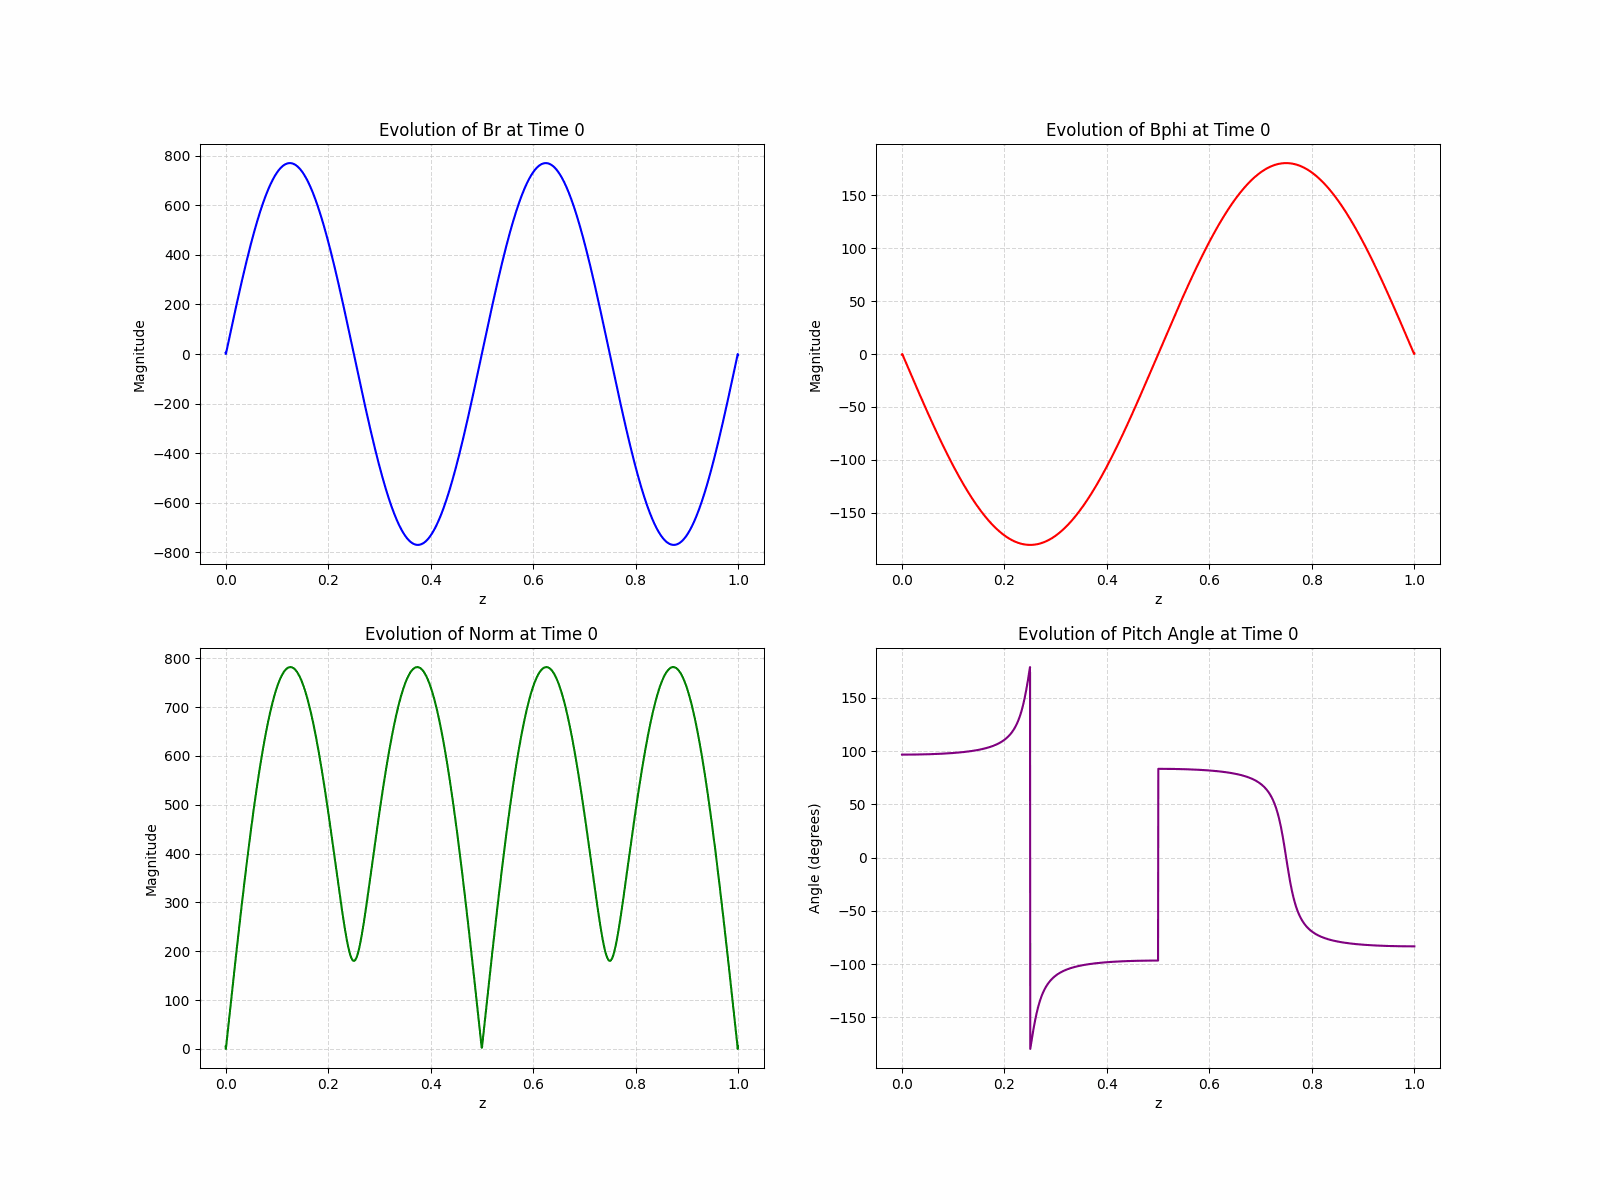 Evolution of Br at Time 0
800
600
400
200
0
−200
−400
−600
−800
Magnitude
0.0 0.2 0.4 0.6 0.8 1.0
z
Evolution of Bphi at Time 0
150
100
50
0
−50
−100
−150
Magnitude
0.0 0.2 0.4 0.6 0.8 1.0
z
Evolution of Norm at Time 0
800
700
600
500
400
300
200
100
0
Magnitude
0.0 0.2 0.4 0.6 0.8 1.0
z
Evolution of Pitch Angle at Time 0
150
100
50
0
−50
−100
−150
Angle (degrees)
0.0 0.2 0.4 0.6 0.8 1.0
z